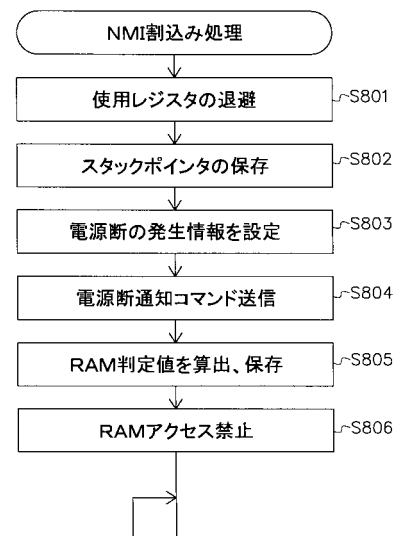 NMI割込み処理
使用レジスタの退避
S801
スタックポインタの保存
S802
電源断の発生情報を設定
S803
電源断通知コマンド送信
S804
RAM判定値を算出、保存
S805
RAMアクセス禁止
S806